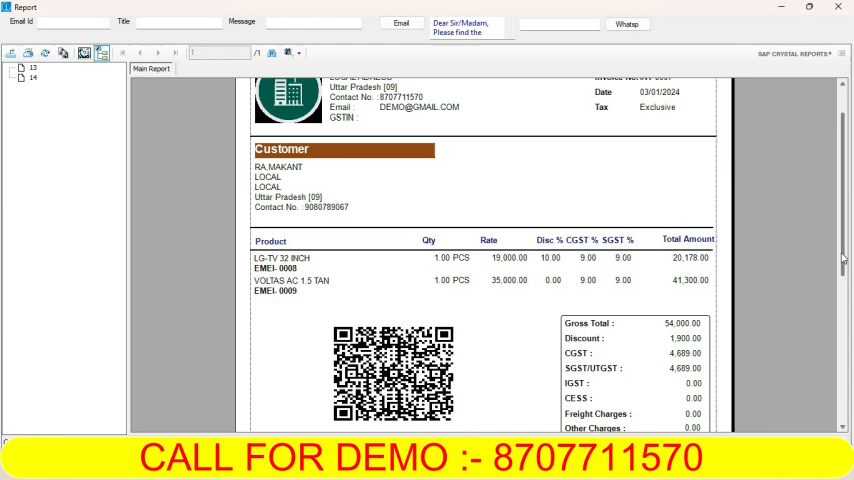 Report
Email Id
Title
Message
Email
Dear Sir/Madam,
Please find the
Whatsp
1
/1
SAP CRYSTAL REPORTS®
13
14
Main Report
Uttar Pradesh [09]
Contact No. : 8707711570
Email : DEMO@GMAIL.COM
GSTIN :
Date 03/01/2024
Tax Exclusive
Customer
RA,MAKANT
LOCAL
LOCAL
Uttar Pradesh [09]
Contact No. : 9080789067
Product Qty Rate Disc % CGST % SGST % Total Amount
LG-TV 32 INCH 1.00 PCS 19,000.00 10.00 9.00 9.00 20,178.00
EMEI- 0008
VOLTAS AC 1.5 TAN 1.00 PCS 35,000.00 0.00 9.00 9.00 41,300.00
EMEI- 0009
Gross Total : 54,000.00
Discount : 1,900.00
CGST : 4,689.00
SGST/UTGST : 4,689.00
IGST : 0.00
CESS : 0.00
Freight Charges : 0.00
Other Charges : 0.00
CALL FOR DEMO :- 8707711570